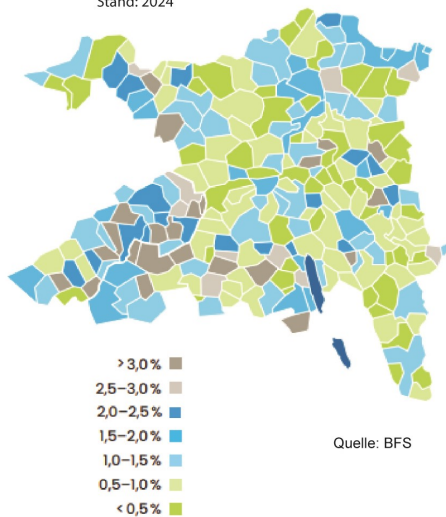 Stand: 2024
> 3,0 %
2,5–3,0 %
2,0–2,5 %
1,5–2,0 %
1,0–1,5 %
0,5–1,0 %
< 0,5 %
Quelle: BFS